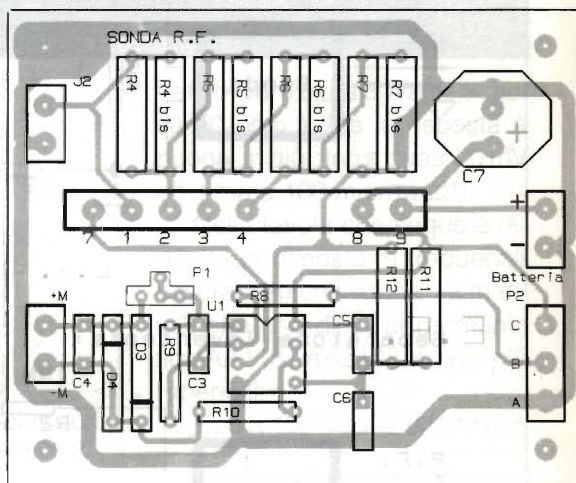 SONDA R.F.
J2
R4
R4 bis
R5
R5 bis
R6
R6 bis
R7
R7 bis
+
C7
7 1 2 3 4 8 9
+
-
Batteria
P1
U1
R8
R12
R11
P2
+M
-M
C4
D4
D3
R9
C3
C5
C
B
A
R10
C6